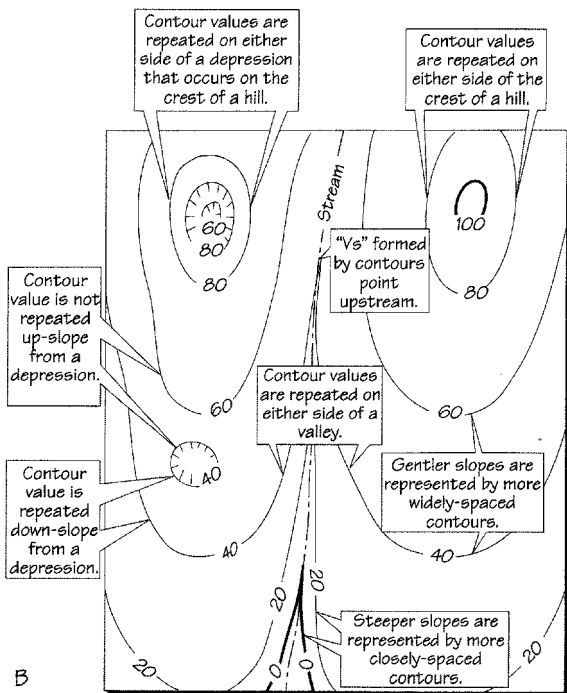 Contour values are
repeated on either
side of a depression
that occurs on the
crest of a hill.
Contour values
are repeated on
either side of the
crest of a hill.
Stream
60
80
80
100
80
"Vs" formed
by contours
point
upstream.
Contour
value is not
repeated
up-slope
from a
depression.
60
Contour values
are repeated on
either side of a
valley.
60
Contour
value is
repeated
down-slope
from a
depression.
40
40
Gentler slopes are
represented by more
widely-spaced
contours.
40
20
20
Steeper slopes are
represented by more
closely-spaced
contours.
20
0
0
20
B